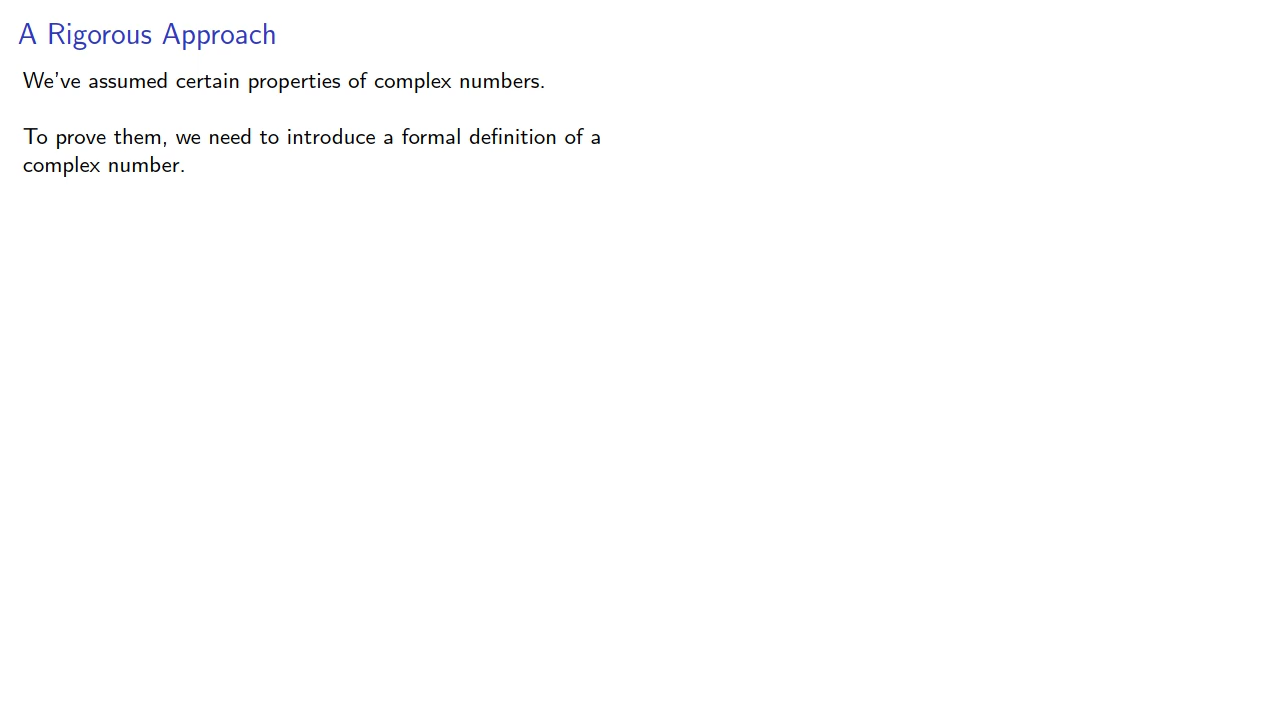 A Rigorous Approach
We've assumed certain properties of complex numbers.
To prove them, we need to introduce a formal definition of a
complex number.